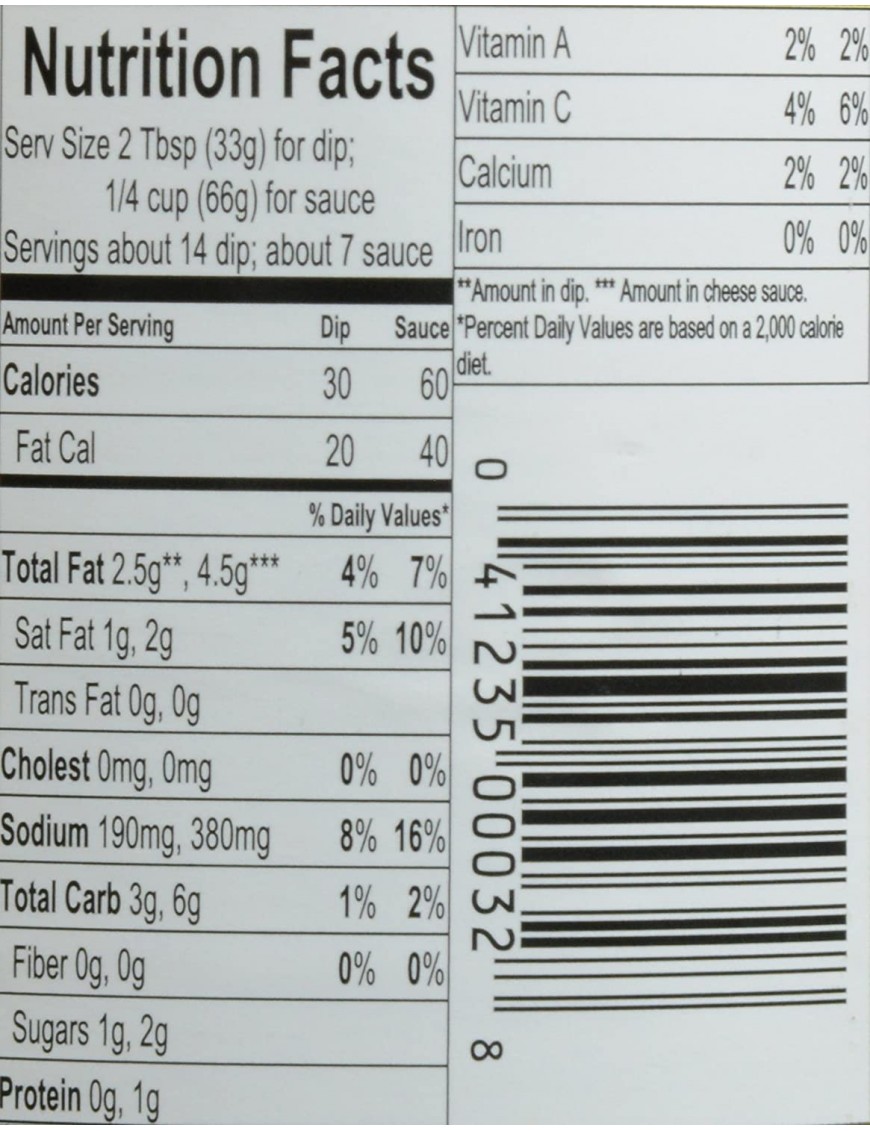 Nutrition Facts
Serv Size 2 Tbsp (33g) for dip;
1/4 cup (66g) for sauce
Servings about 14 dip; about 7 sauce
Amount Per Serving Dip Sauce
Calories 30 60
Fat Cal 20 40
% Daily Values*
Total Fat 2.5g**, 4.5g*** 4% 7%
Sat Fat 1g, 2g 5% 10%
Trans Fat 0g, 0g
Cholest 0mg, 0mg 0% 0%
Sodium 190mg, 380mg 8% 16%
Total Carb 3g, 6g 1% 2%
Fiber 0g, 0g 0% 0%
Sugars 1g, 2g
Protein 0g, 1g
Vitamin A 2% 2%
Vitamin C 4% 6%
Calcium 2% 2%
Iron 0% 0%
**Amount in dip. *** Amount in cheese sauce.
*Percent Daily Values are based on a 2,000 calorie
diet.
0 41235 00032 8